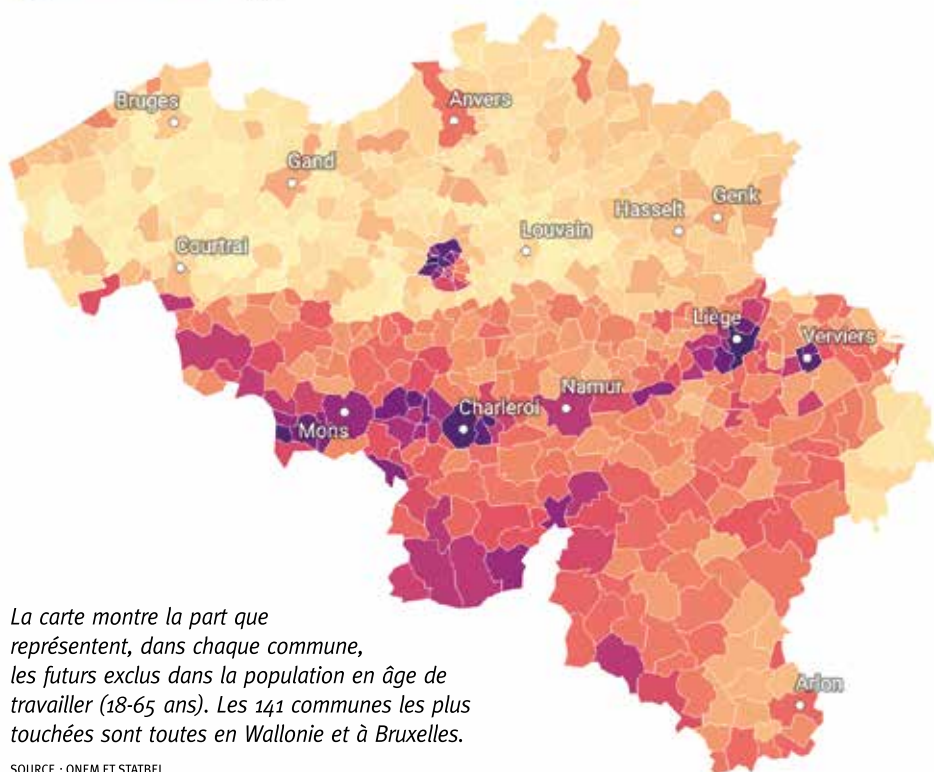 Bruges
Anvers
Gand
Genk
Hasselt
Louvain
Courtrai
Liège
Verviers
Namur
Charleroi
Mons
La carte montre la part que
représentent, dans chaque commune,
les futurs exclus dans la population en âge de
travailler (18-65 ans). Les 141 communes les plus
touchées sont toutes en Wallonie et à Bruxelles.
Arlon
SOURCE : ONEM ET STATBEL